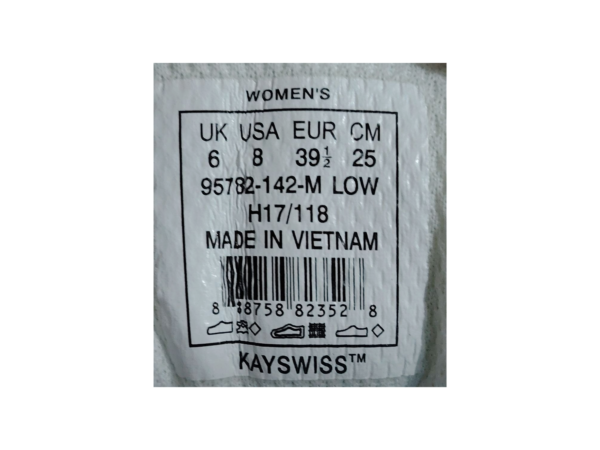 WOMEN'S
UK USA EUR CM
6 8 39½ 25
95782-142-M LOW
H17/118
MADE IN VIETNAM
8 88758 82352 8
KAYSWISS™